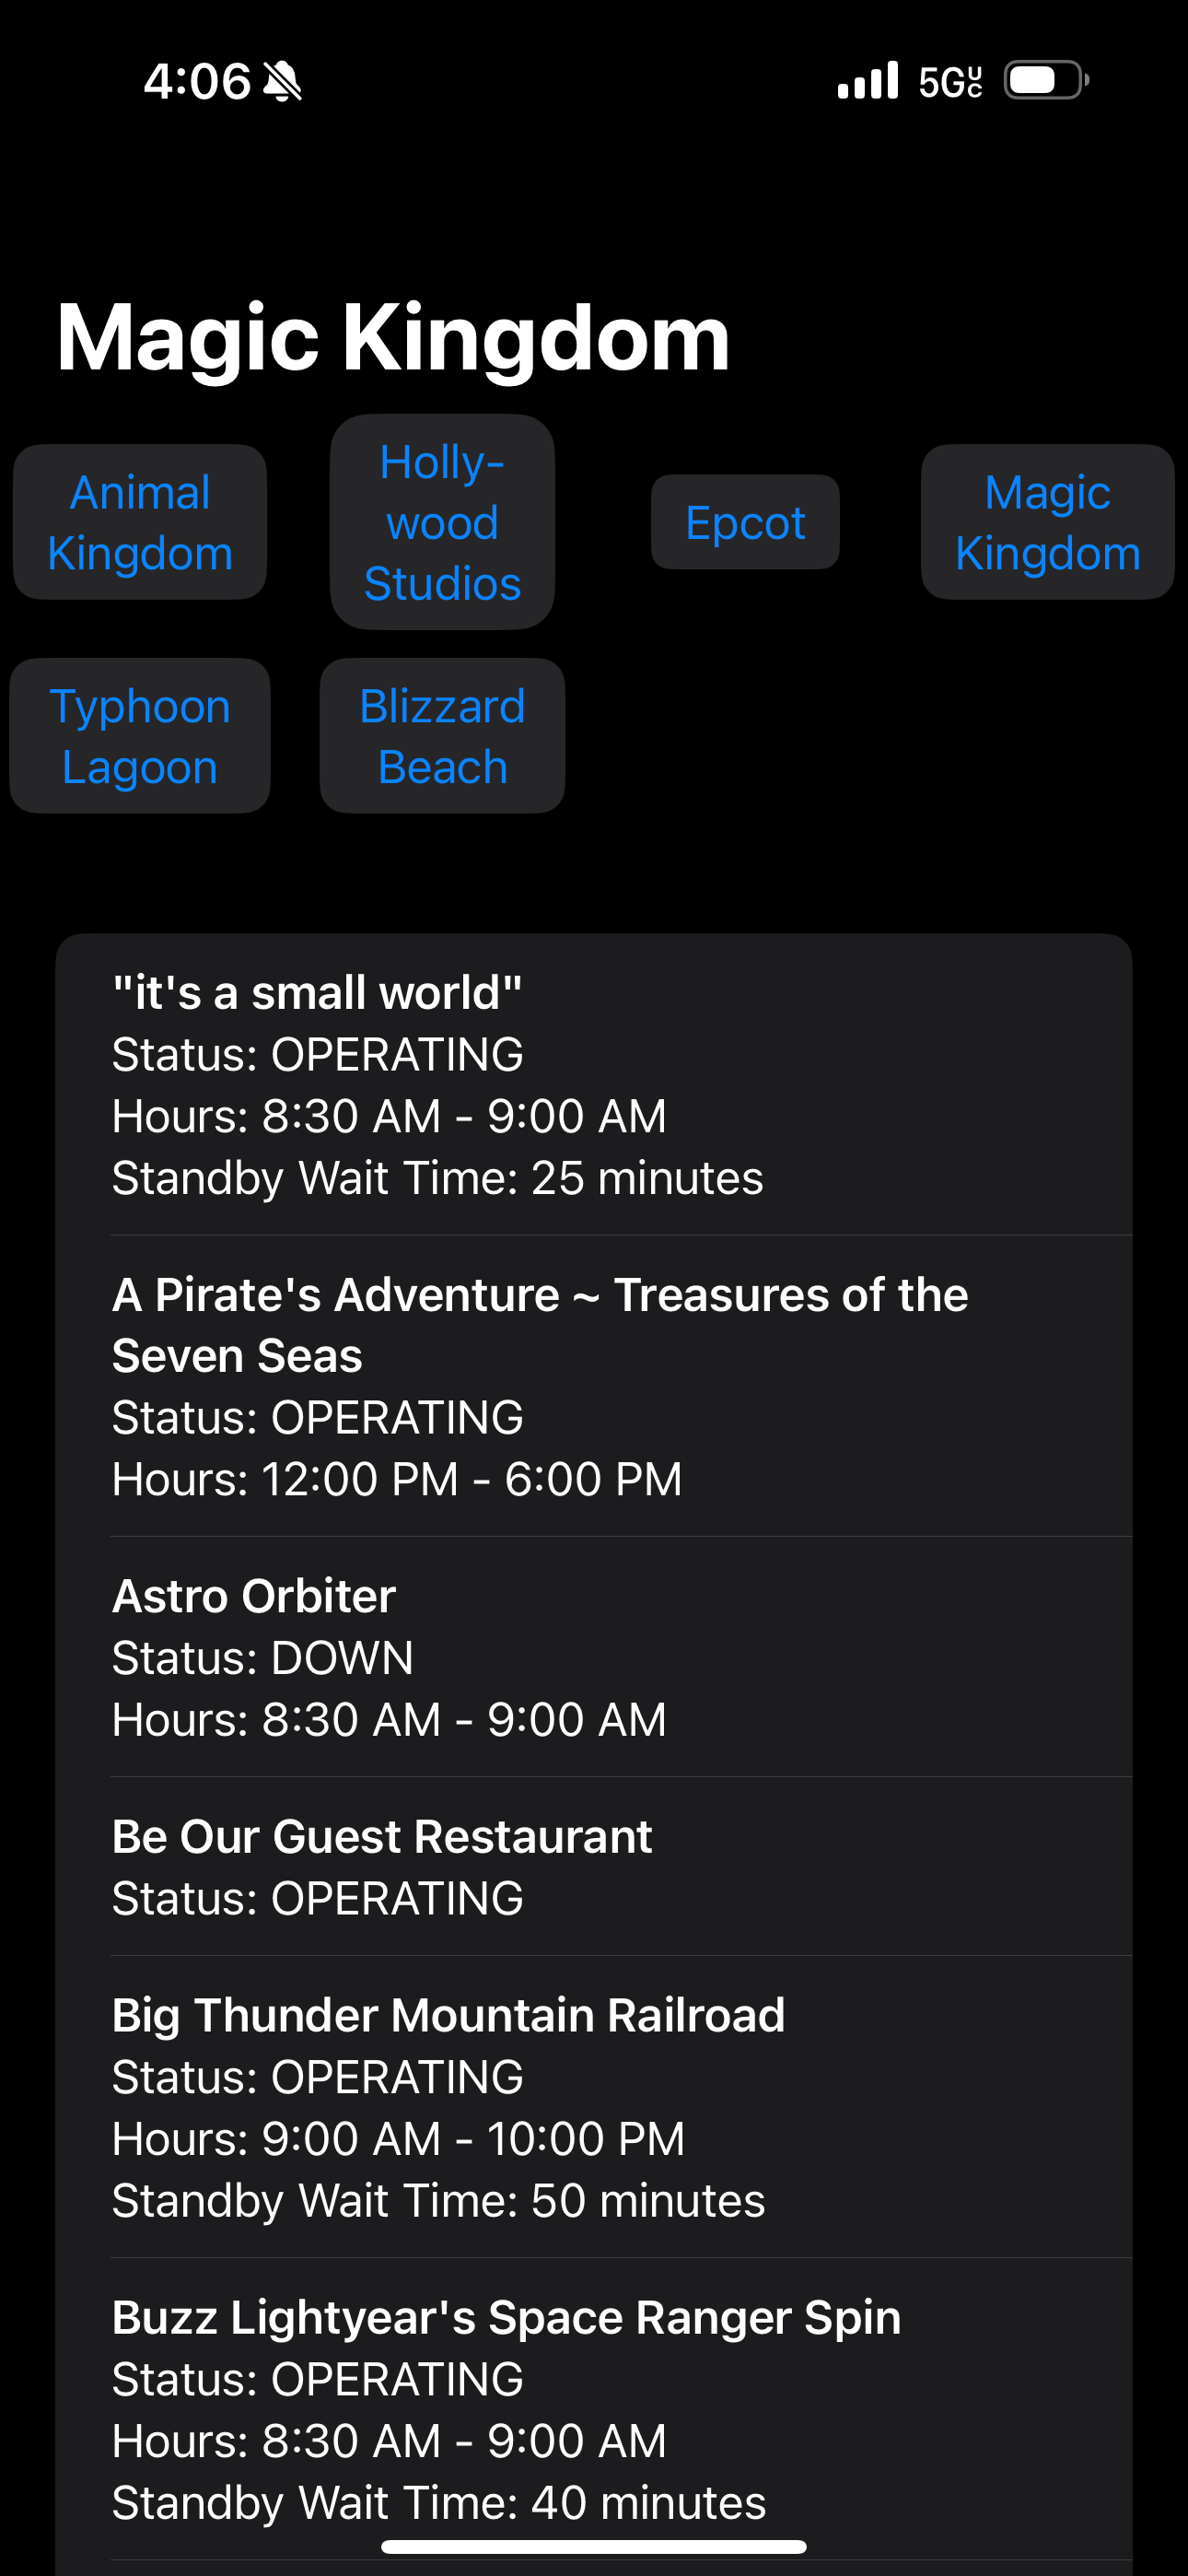 4:06
5G UC
Magic Kingdom
Animal
Kingdom
Holly-
wood
Studios
Epcot
Magic
Kingdom
Typhoon
Lagoon
Blizzard
Beach
"it's a small world"
Status: OPERATING
Hours: 8:30 AM - 9:00 AM
Standby Wait Time: 25 minutes
A Pirate's Adventure ~ Treasures of the
Seven Seas
Status: OPERATING
Hours: 12:00 PM - 6:00 PM
Astro Orbiter
Status: DOWN
Hours: 8:30 AM - 9:00 AM
Be Our Guest Restaurant
Status: OPERATING
Big Thunder Mountain Railroad
Status: OPERATING
Hours: 9:00 AM - 10:00 PM
Standby Wait Time: 50 minutes
Buzz Lightyear's Space Ranger Spin
Status: OPERATING
Hours: 8:30 AM - 9:00 AM
Standby Wait Time: 40 minutes